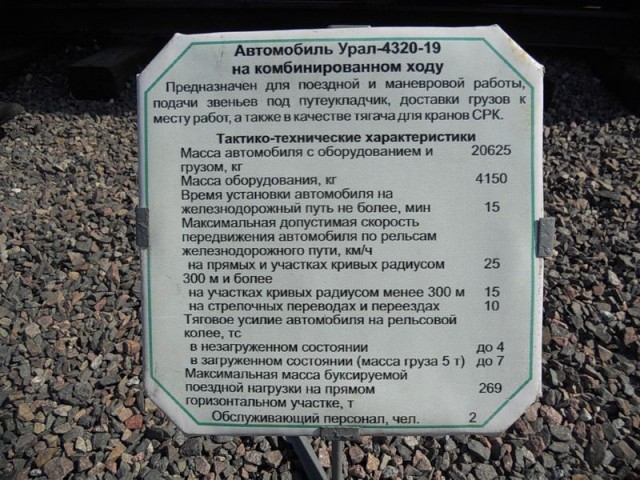 Автомобиль Урал-4320-19
на комбинированном ходу
Предназначен для поездной и маневровой работы,
подачи звеньев под путеукладчик, доставки грузов к
месту работ, а также в качестве тягача для кранов СРК.
Тактико-технические характеристики
Масса автомобиля с оборудованием и 20625
грузом, кг
Масса оборудования, кг 4150
Время установки автомобиля на
железнодорожный путь не более, мин 15
Максимальная допустимая скорость
передвижения автомобиля по рельсам
железнодорожного пути, км/ч
на прямых и участках кривых радиусом 25
300 м и более
на участках кривых радиусом менее 300 м 15
на стрелочных переводах и переездах 10
Тяговое усилие автомобиля на рельсовой
колее, тс
в незагруженном состоянии до 4
в загруженном состоянии (масса груза 5 т) до 7
Максимальная масса буксируемой
поездной нагрузки на прямом 269
горизонтальном участке, т
Обслуживающий персонал, чел. 2